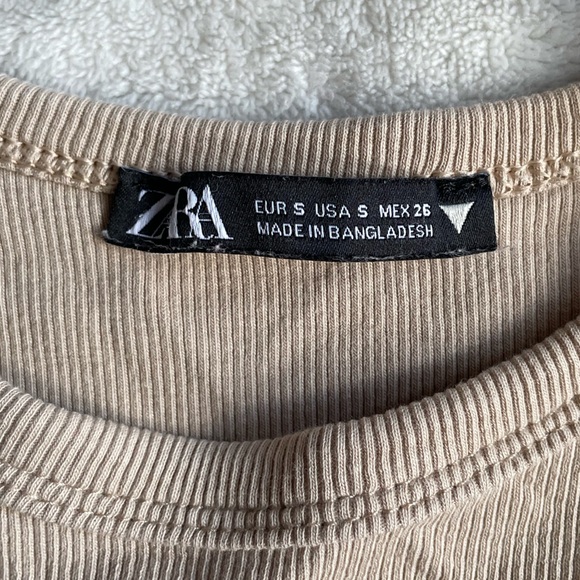 ZARA
EUR S USA S MEX 26
MADE IN BANGLADESH